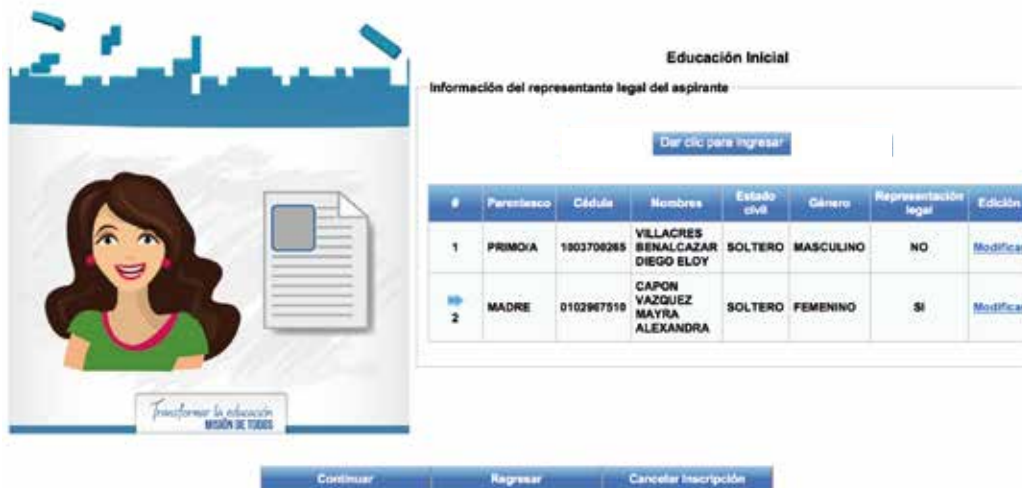 Educación Inicial
Información del representante legal del aspirante
Dar clic para ingresar
# Parentesco Cédula Nombres Estado civil Género Representación legal Edición
1 PRIMO/A 1003700265 VILLACRES BENALCAZAR DIEGO ELOY SOLTERO MASCULINO NO Modificar
2 MADRE 0102967510 CAPON VAZQUEZ MAYRA ALEXANDRA SOLTERO FEMENINO SI Modificar
Transformar la educación
MISIÓN DE TODOS
Continuar Regresar Cancelar Inscripción